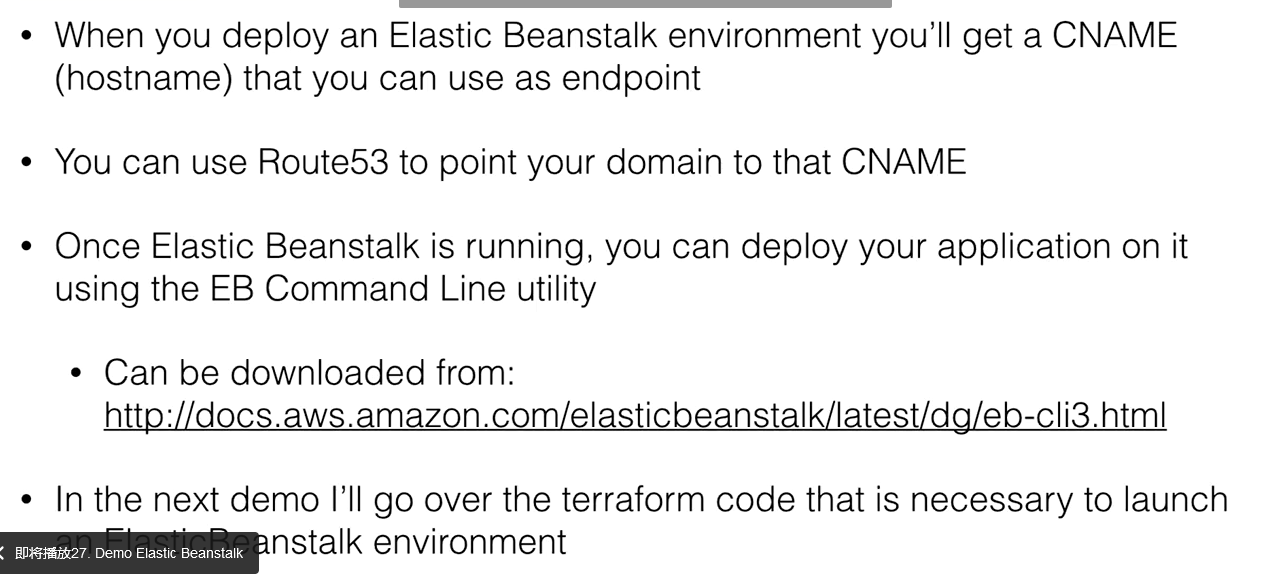 • When you deploy an Elastic Beanstalk environment you’ll get a CNAME
(hostname) that you can use as endpoint
• You can use Route53 to point your domain to that CNAME
• Once Elastic Beanstalk is running, you can deploy your application on it
using the EB Command Line utility
• Can be downloaded from:
http://docs.aws.amazon.com/elasticbeanstalk/latest/dg/eb-cli3.html
• In the next demo I’ll go over the terraform code that is necessary to launch
an ElasticBeanstalk environment
即将播放27. Demo Elastic Beanstalk